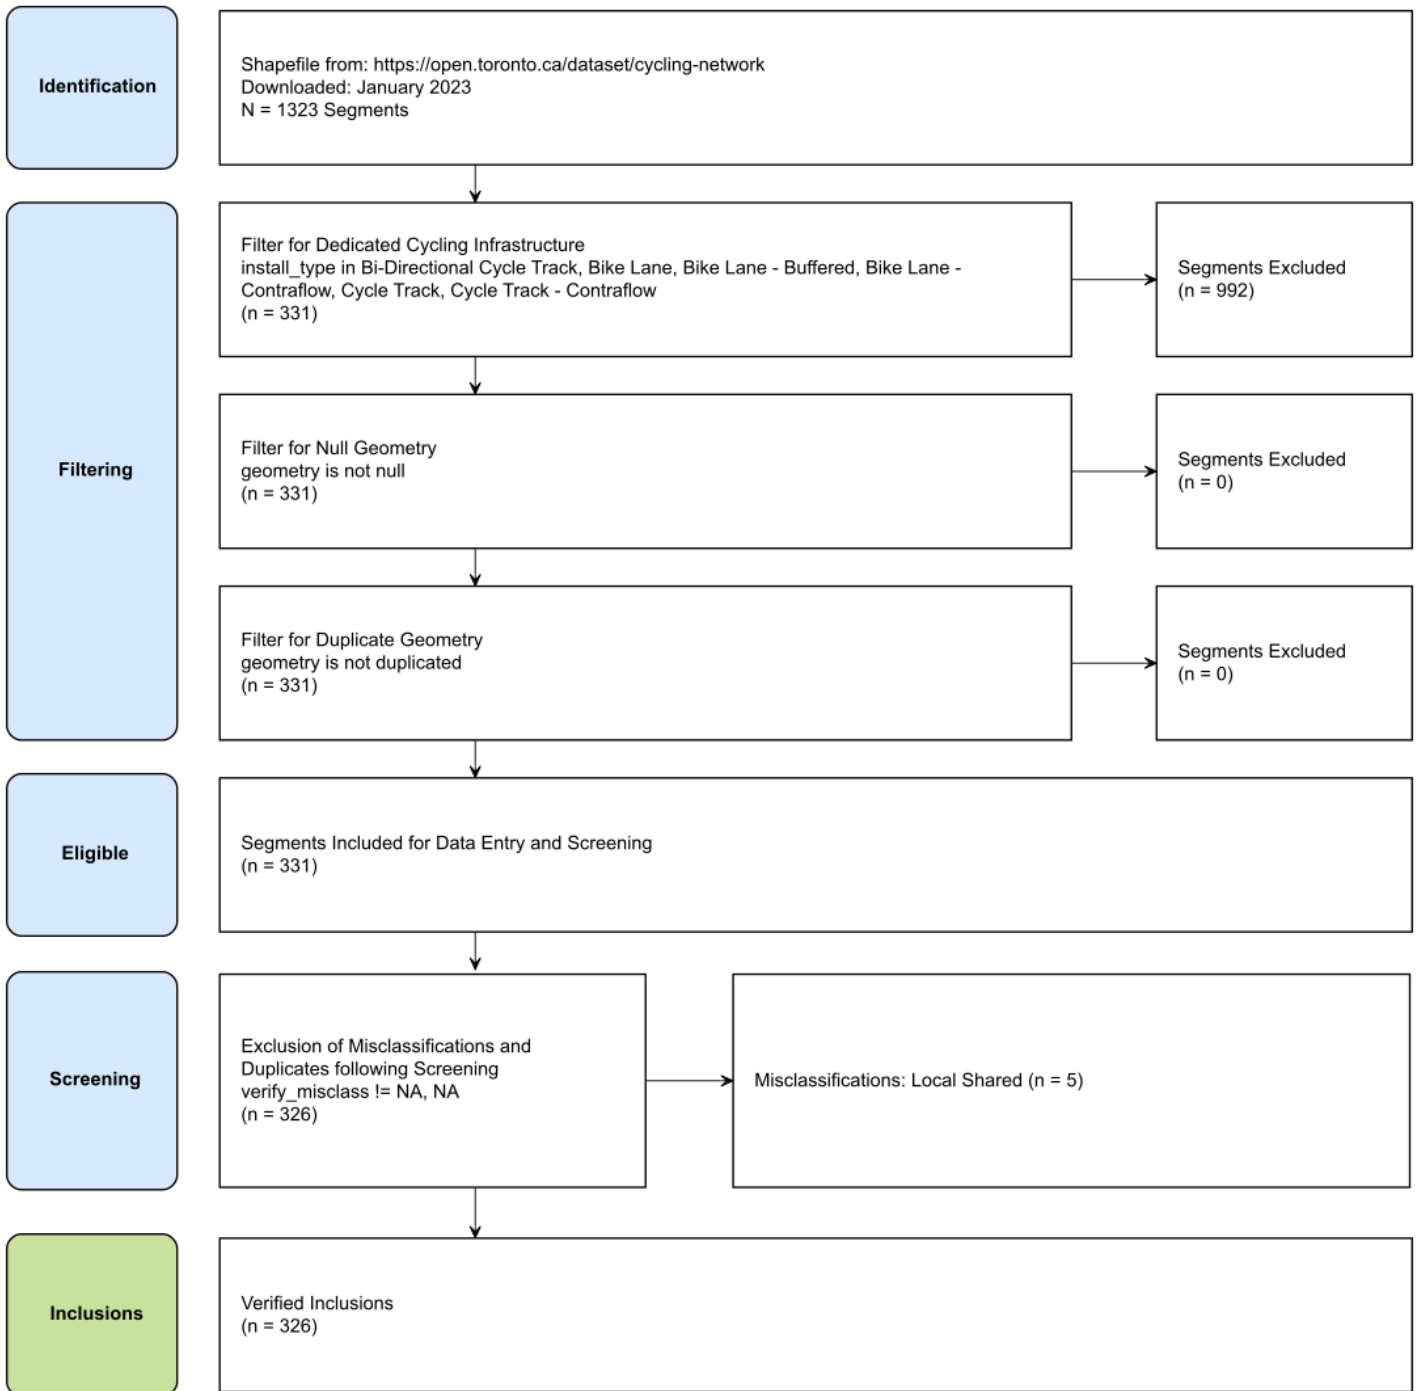 Identification
Shapefile from: https://open.toronto.ca/dataset/cycling-network
Downloaded: January 2023
N = 1323 Segments
Filtering
Filter for Dedicated Cycling Infrastructure
install_type in Bi-Directional Cycle Track, Bike Lane, Bike Lane - Buffered, Bike Lane -
Contraflow, Cycle Track, Cycle Track - Contraflow
(n = 331)
Segments Excluded
(n = 992)
Filter for Null Geometry
geometry is not null
(n = 331)
Segments Excluded
(n = 0)
Filter for Duplicate Geometry
geometry is not duplicated
(n = 331)
Segments Excluded
(n = 0)
Eligible
Segments Included for Data Entry and Screening
(n = 331)
Screening
Exclusion of Misclassifications and
Duplicates following Screening
verify_misclass != NA, NA
(n = 326)
Misclassifications: Local Shared (n = 5)
Inclusions
Verified Inclusions
(n = 326)